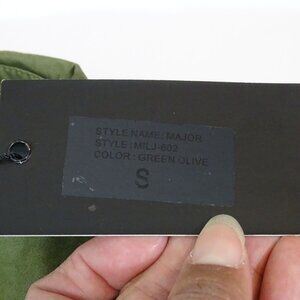 STYLE NAME: MAJOR
STYLE : MILJ-602
COLOR : GREEN OLIVE
S